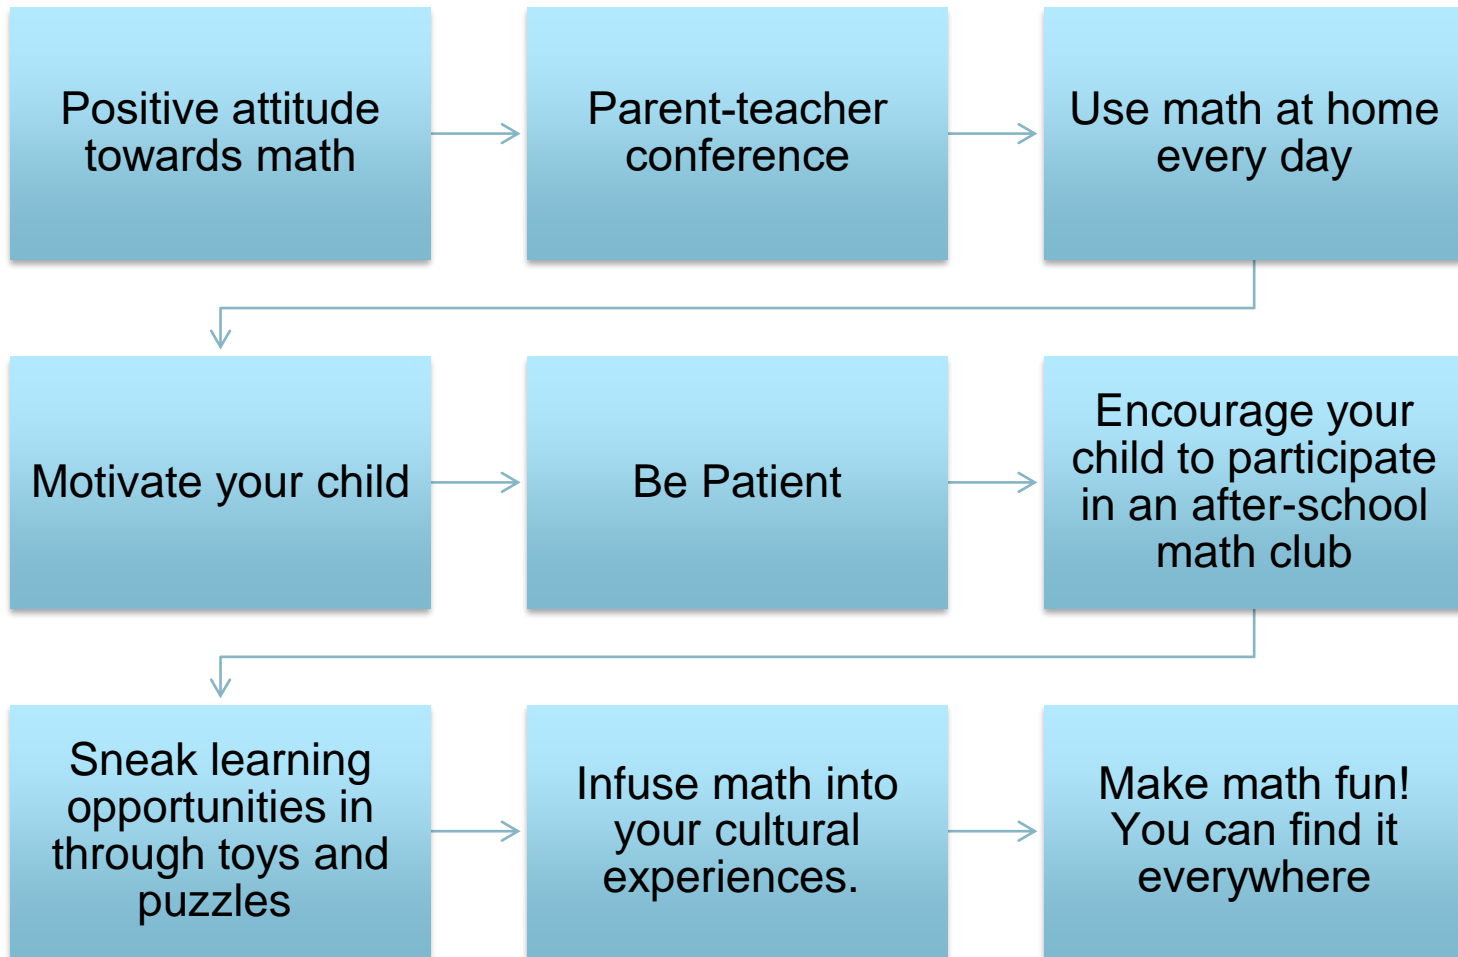 Positive attitude
towards math
Parent-teacher
conference
Use math at home
every day
Motivate your child
Be Patient
Encourage your
child to participate
in an after-school
math club
Sneak learning
opportunities in
through toys and
puzzles
Infuse math into
your cultural
experiences.
Make math fun!
You can find it
everywhere